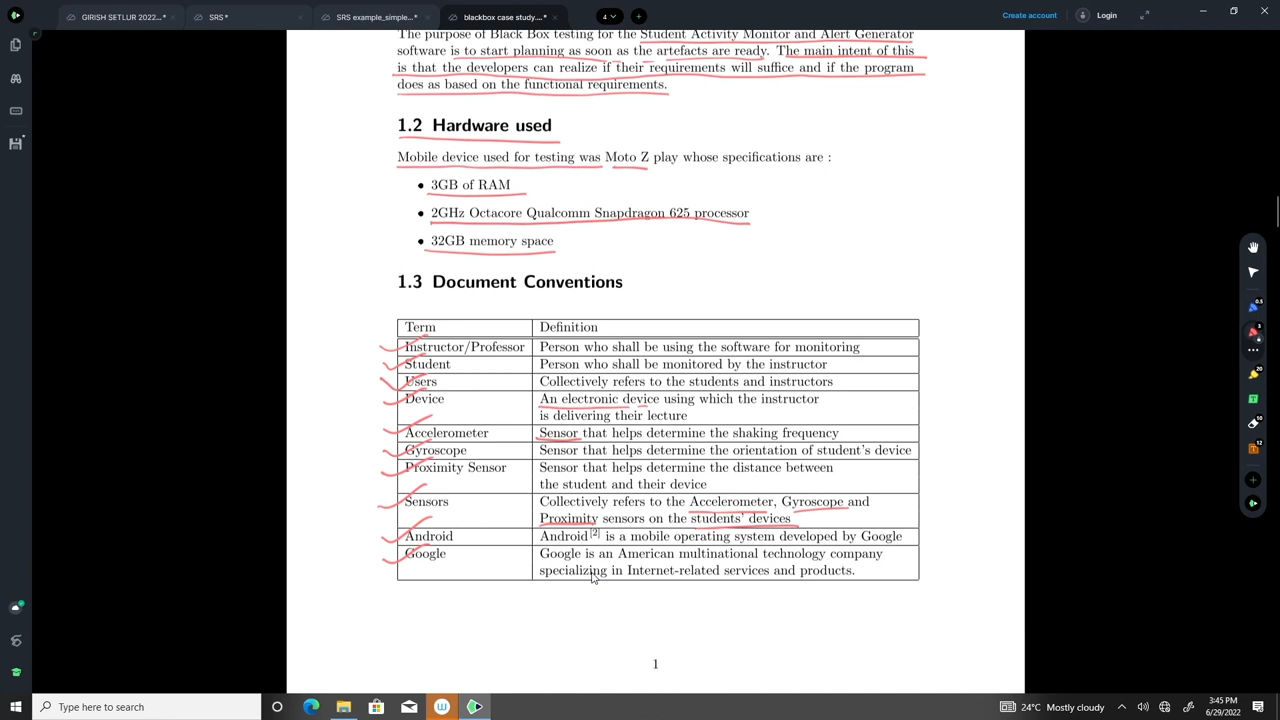 GIRISH SETLUR 2022...*
SRS *
SRS example_simple...*
blackbox case study....*
4
Create account
Login
The purpose of Black Box testing for the Student Activity Monitor and Alert Generator
software is to start planning as soon as the artefacts are ready. The main intent of this
is that the developers can realize if their requirements will suffice and if the program
does as based on the functional requirements.
1.2 Hardware used
Mobile device used for testing was Moto Z play whose specifications are :
• 3GB of RAM
• 2GHz Octacore Qualcomm Snapdragon 625 processor
• 32GB memory space
1.3 Document Conventions
Term Definition
Instructor/Professor Person who shall be using the software for monitoring
Student Person who shall be monitored by the instructor
Users Collectively refers to the students and instructors
Device An electronic device using which the instructor
is delivering their lecture
Accelerometer Sensor that helps determine the shaking frequency
Gyroscope Sensor that helps determine the orientation of student's device
Proximity Sensor Sensor that helps determine the distance between
the student and their device
Sensors Collectively refers to the Accelerometer, Gyroscope and
Proximity sensors on the students' devices
Android Android[2] is a mobile operating system developed by Google
Google Google is an American multinational technology company
specializing in Internet-related services and products.
1
Type here to search
24°C Mostly cloudy
3:45 PM
6/29/2022